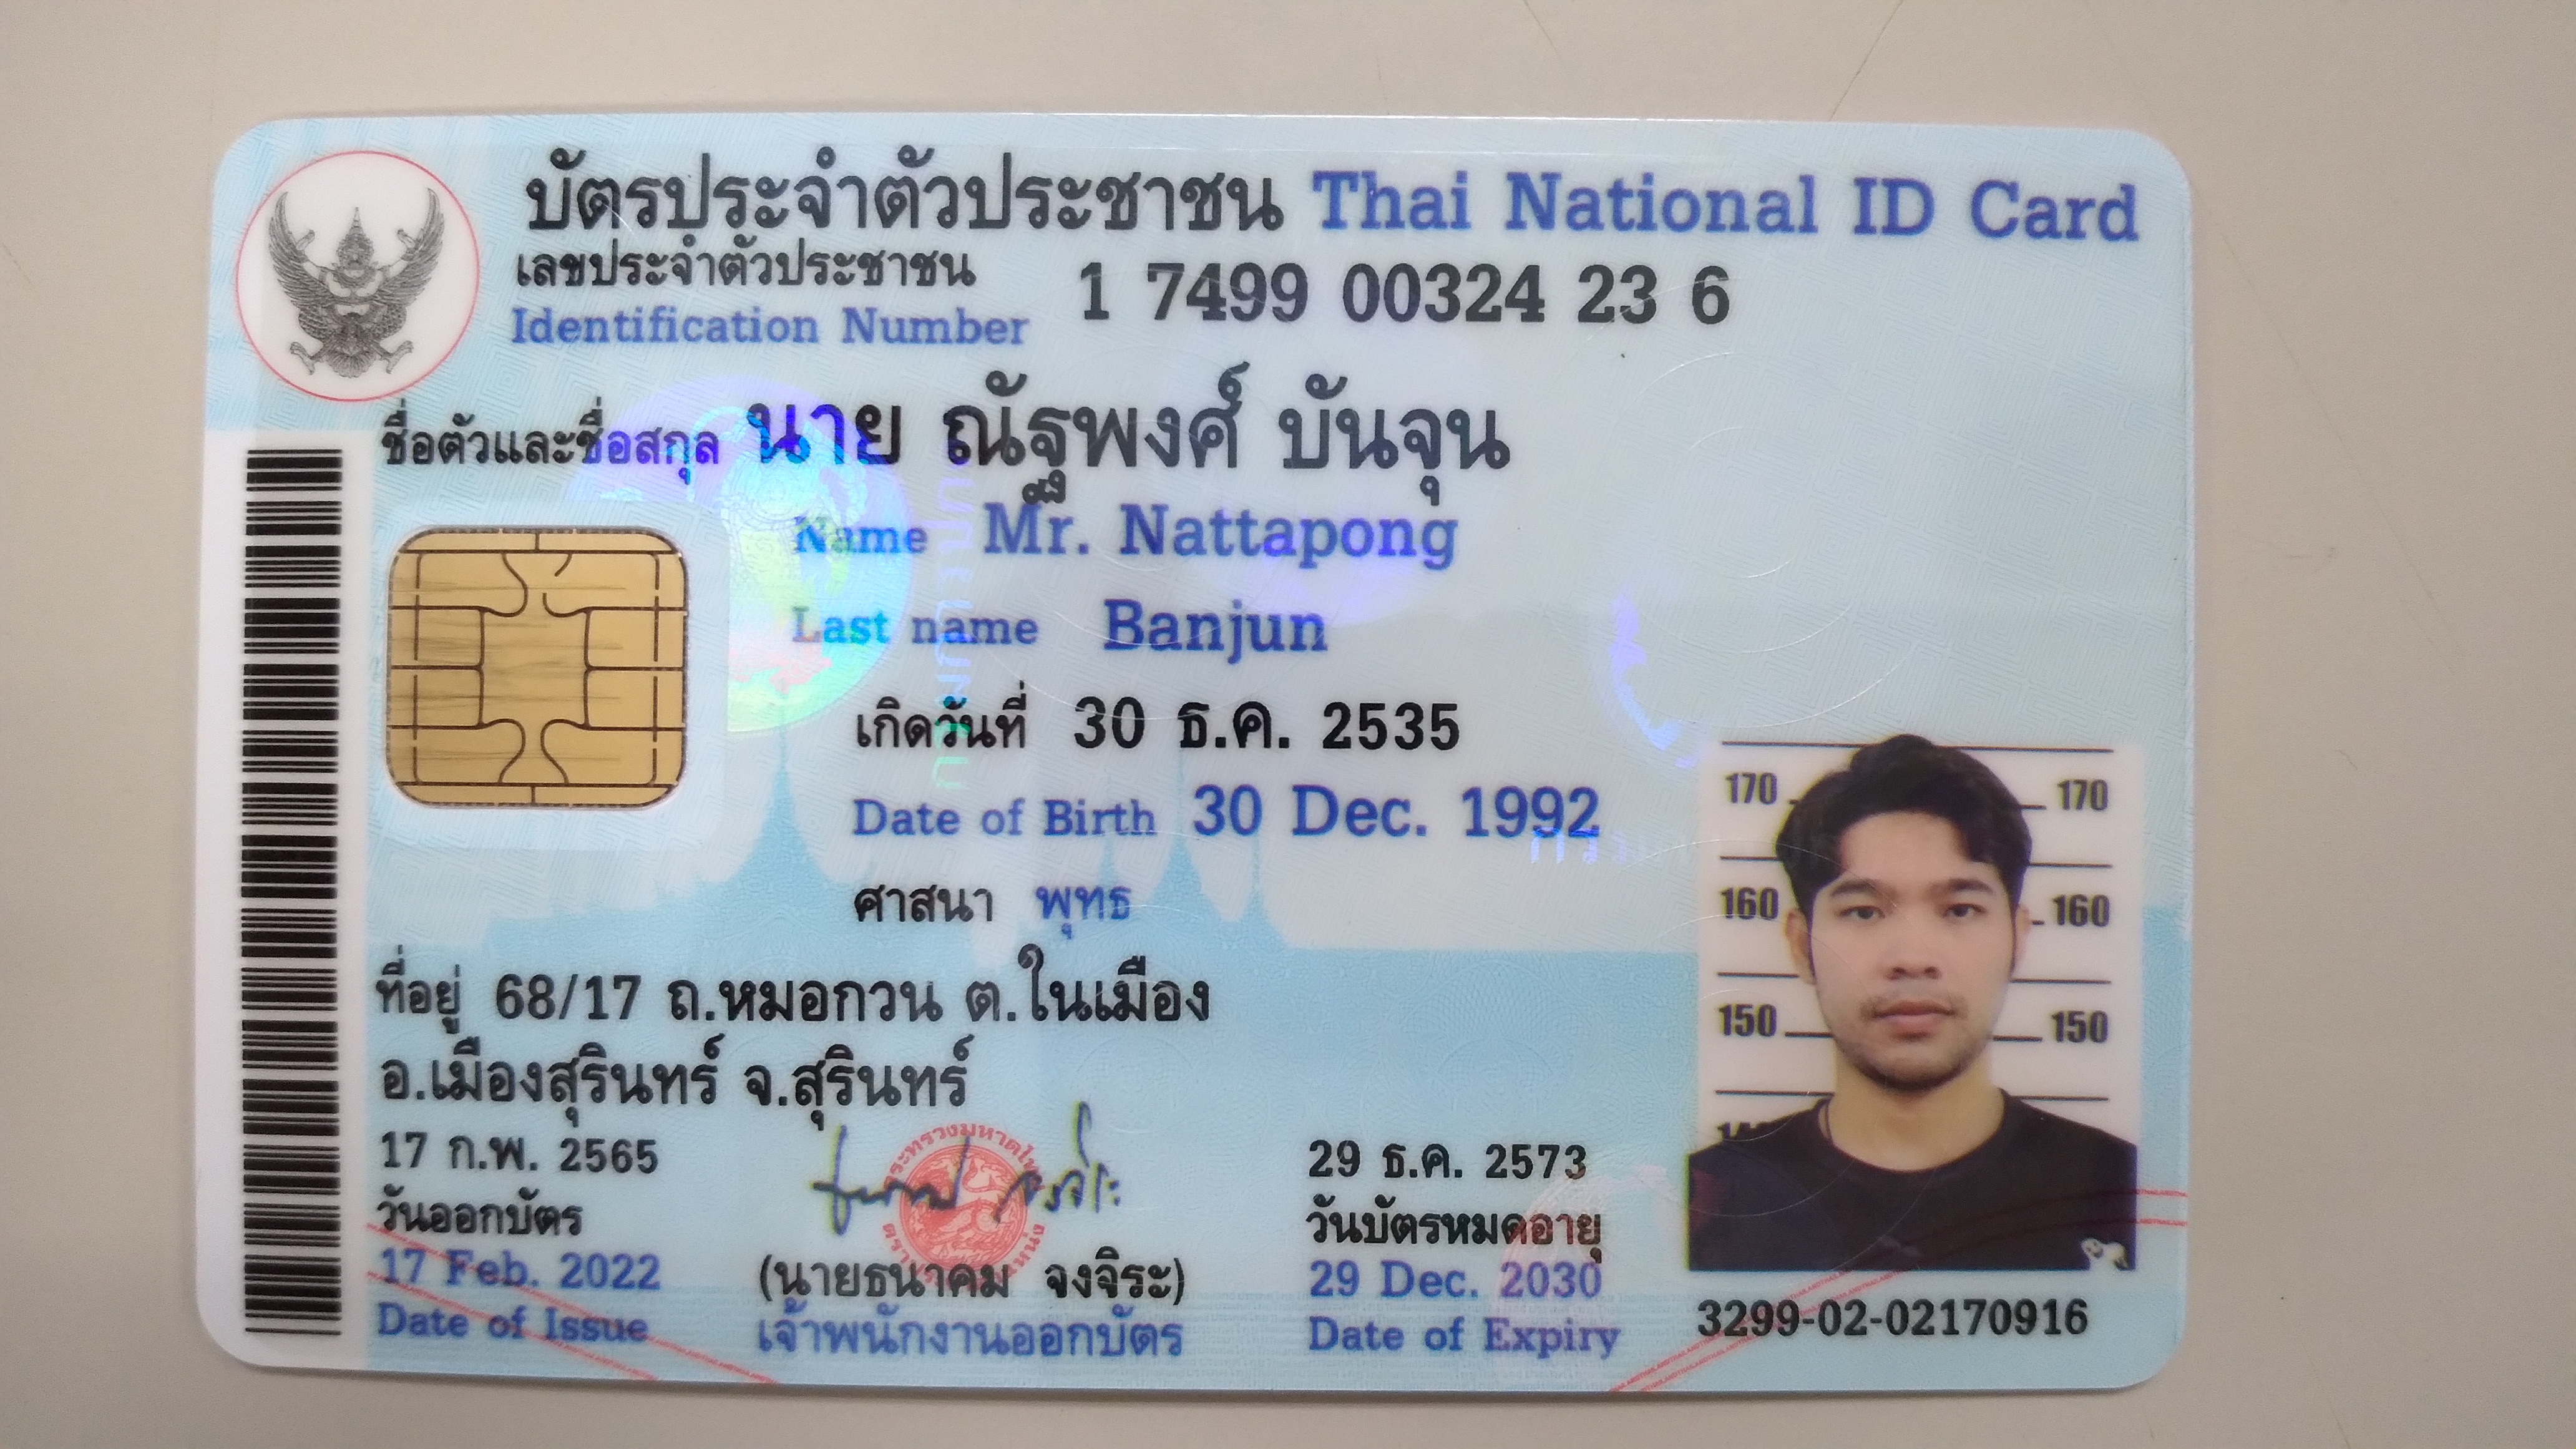 บัตรประจำตัวประชาชน Thai National ID Card
เลขประจำตัวประชาชน 1 7499 00324 23 6
Identification Number
ชื่อตัวและชื่อสกุล นาย ณัฐพงศ์ บันจุน
Name Mr. Nattapong
Last name Banjun
เกิดวันที่ 30 ธ.ค. 2535
Date of Birth 30 Dec. 1992
ศาสนา พุทธ
ที่อยู่ 68/17 ถ.หมอกวน ต.ในเมือง
อ.เมืองสุรินทร์ จ.สุรินทร์
17 ก.พ. 2565
วันออกบัตร
17 Feb. 2022
Date of Issue
(นายธนาคม จงจิระ)
เจ้าพนักงานออกบัตร
29 ธ.ค. 2573
วันบัตรหมดอายุ
29 Dec. 2030
Date of Expiry
170 170
160 160
150 150
3299-02-02170916